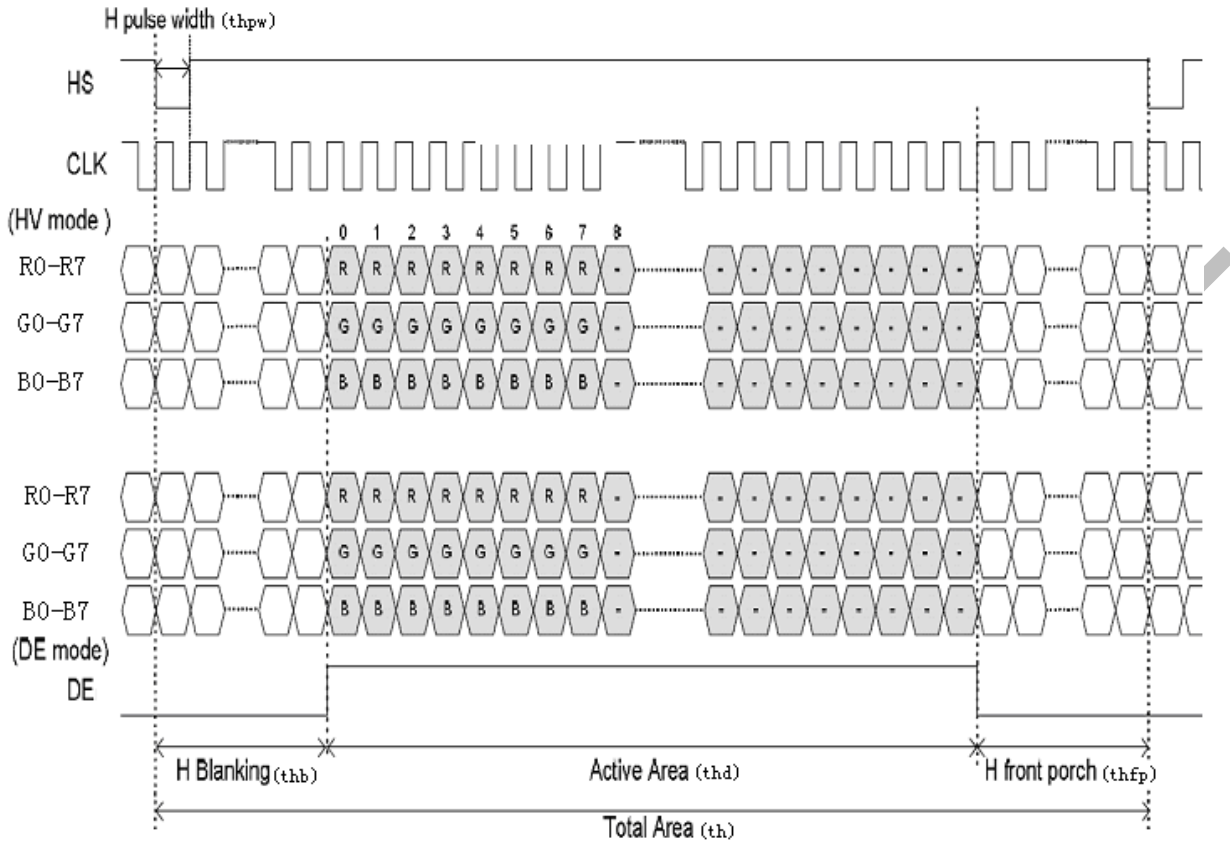 H pulse width (thpw)
HS
CLK
(HV mode )
0 1 2 3 4 5 6 7 8
R0-R7 R R R R R R R R - - - - - - - - -
G0-G7 G G G G G G G G - - - - - - - - -
B0-B7 B B B B B B B B - - - - - - - - -
R0-R7 R R R R R R R R - - - - - - - - -
G0-G7 G G G G G G G G - - - - - - - - -
B0-B7 B B B B B B B B - - - - - - - - -
(DE mode)
DE
H Blanking(thb) Active Area (thd) H front porch (thfp)
Total Area (th)